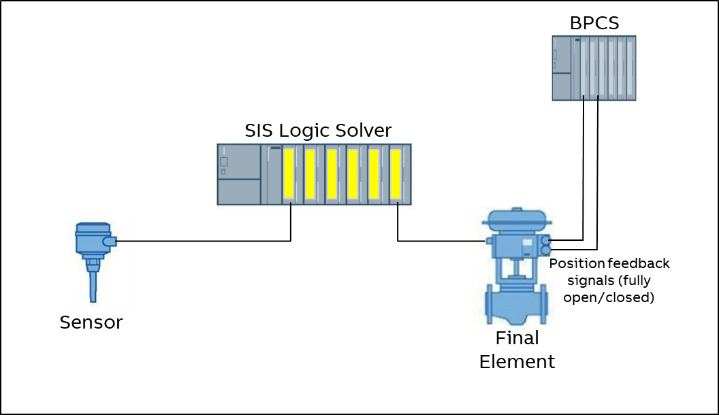 BPCS
SIS Logic Solver
Position feedback
signals (fully
open/closed)
Sensor
Final
Element